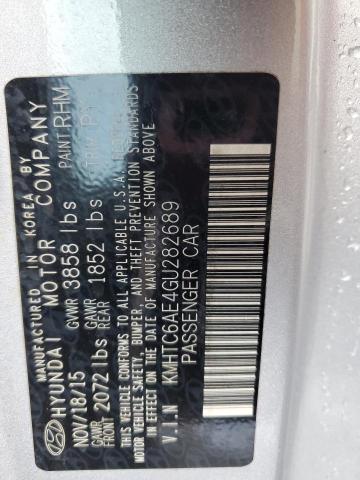 MANUFACTURED IN KOREA BY
HYUNDAI MOTOR COMPANY
NOV/18/15 GVWR 3858 lbs PAINT RHM
GAWR FRONT 2072 lbs GAWR REAR 1852 lbs TRIM
THIS VEHICLE CONFORMS TO ALL APPLICABLE U.S.A. FEDERAL
MOTOR VEHICLE SAFETY, BUMPER, AND THEFT PREVENTION STANDARDS
IN EFFECT ON THE DATE OF MANUFACTURE SHOWN ABOVE
V.I.N KMHTC6AE4GU282689
PASSENGER CAR